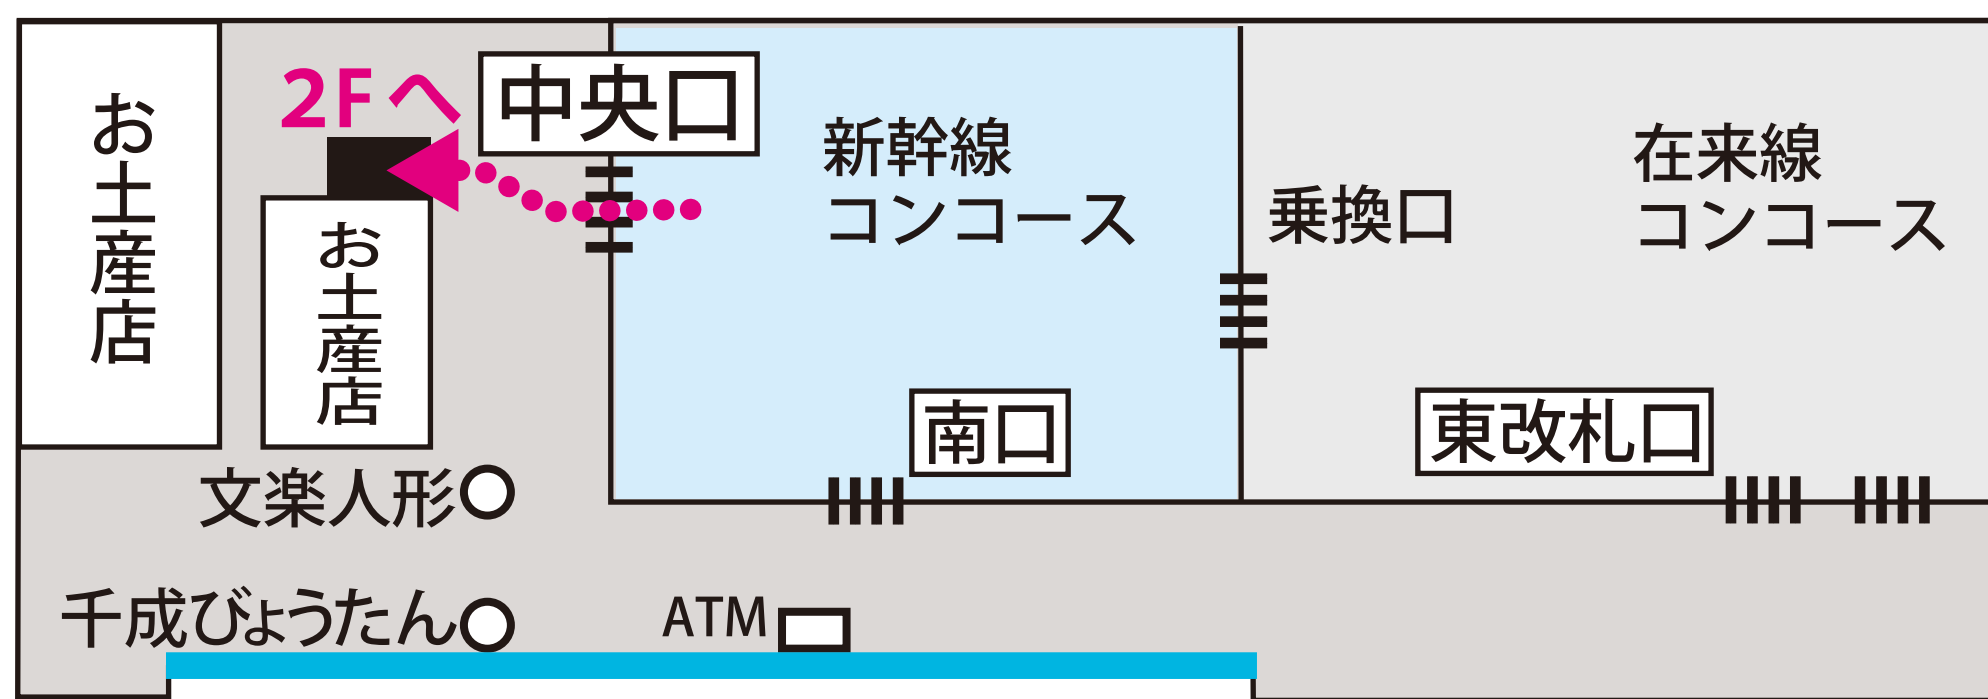 お土産店
2Fへ
中央口
お土産店
新幹線
コンコース
乗換口
在来線
コンコース
南口
東改札口
文楽人形
千成びょうたん
ATM